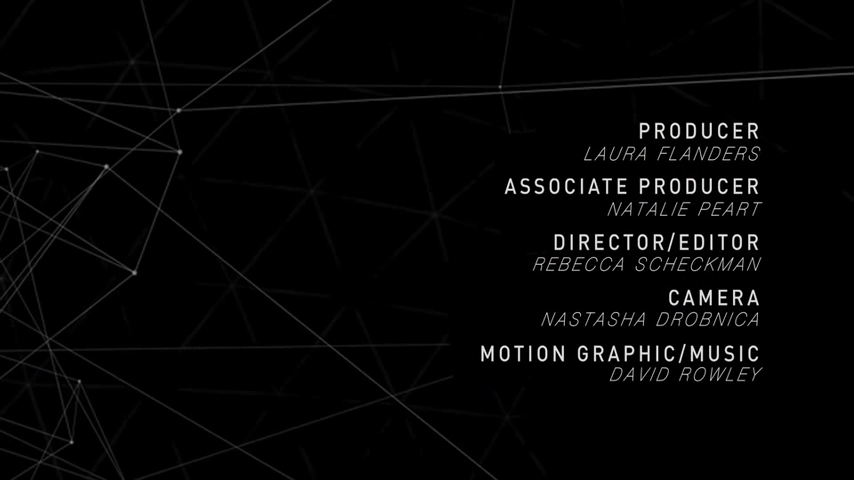 PRODUCER
LAURA FLANDERS
ASSOCIATE PRODUCER
NATALIE PEART
DIRECTOR/EDITOR
REBECCA SCHECKMAN
CAMERA
NASTASHA DROBNICA
MOTION GRAPHIC/MUSIC
DAVID ROWLEY